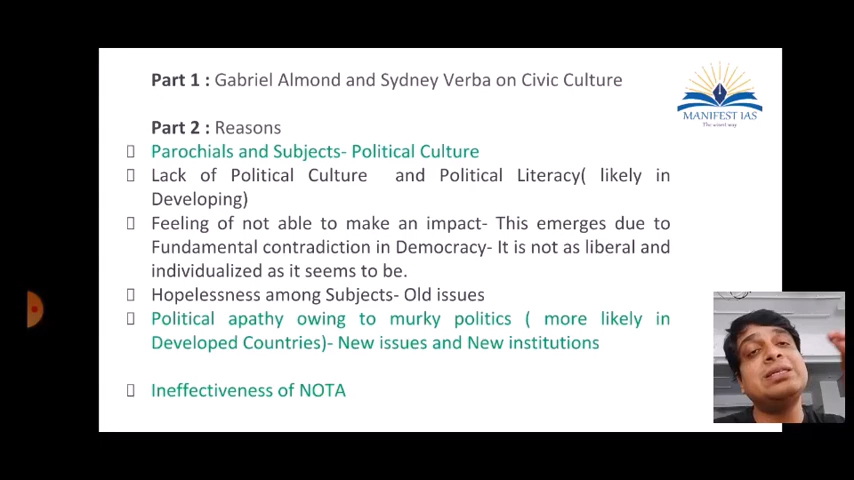 Part 1 : Gabriel Almond and Sydney Verba on Civic Culture
MANIFEST IAS
The wisest way
Part 2 : Reasons
Parochials and Subjects- Political Culture
Lack of Political Culture and Political Literacy( likely in
Developing)
Feeling of not able to make an impact- This emerges due to
Fundamental contradiction in Democracy- It is not as liberal and
individualized as it seems to be.
Hopelessness among Subjects- Old issues
Political apathy owing to murky politics ( more likely in
Developed Countries)- New issues and New institutions
Ineffectiveness of NOTA